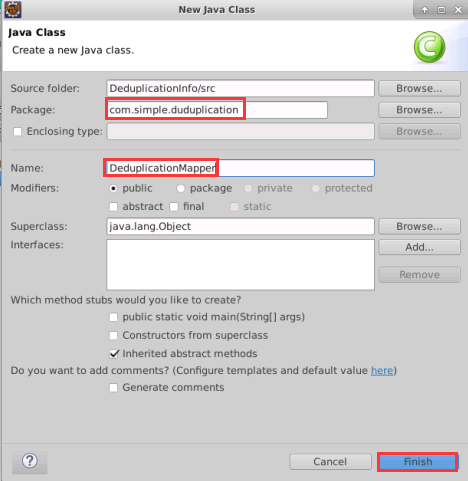 New Java Class
Java Class
Create a new Java class.
C
Source folder: DeduplicationInfo/src Browse...
Package: com.simple.duduplication Browse...
Enclosing type: Browse...
Name: DeduplicationMapper
Modifiers: public package private protected
abstract final static
Superclass: java.lang.Object Browse...
Interfaces: Add...
Remove
Which method stubs would you like to create?
public static void main(String[] args)
Constructors from superclass
Inherited abstract methods
Do you want to add comments? (Configure templates and default value here)
Generate comments
? Cancel Finish